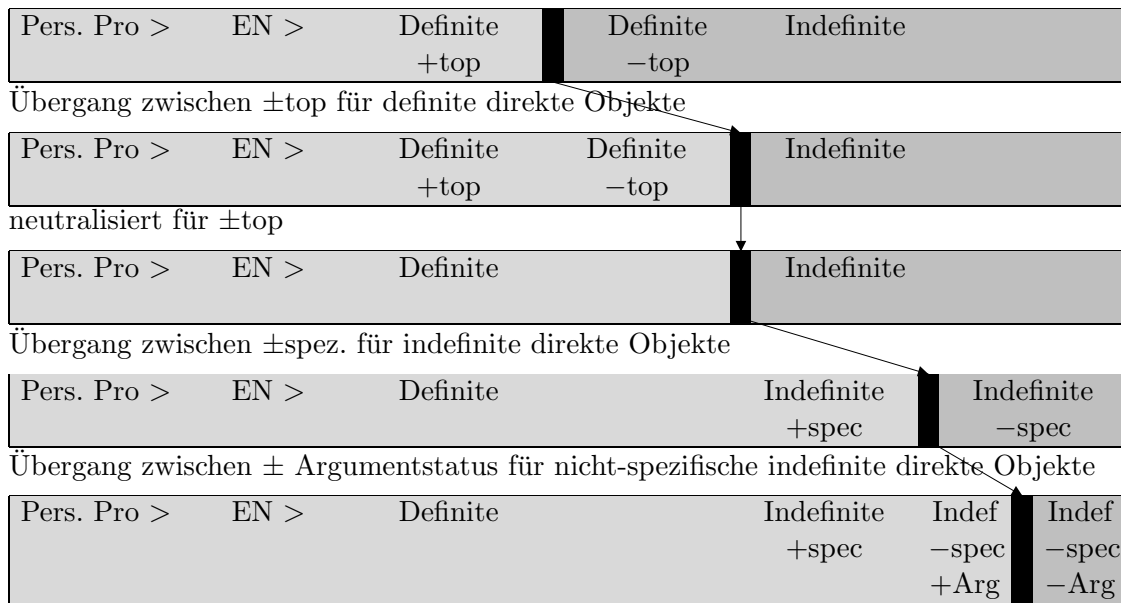 Pers. Pro > EN > Definite Definite Indefinite
+top −top
Übergang zwischen ±top für definite direkte Objekte
Pers. Pro > EN > Definite Definite Indefinite
+top −top
neutralisiert für ±top
Pers. Pro > EN > Definite Indefinite
Übergang zwischen ±spez. für indefinite direkte Objekte
Pers. Pro > EN > Definite Indefinite Indefinite
+spec −spec
Übergang zwischen ± Argumentstatus für nicht-spezifische indefinite direkte Objekte
Pers. Pro > EN > Definite Indefinite Indef Indef
+spec −spec −spec
+Arg −Arg